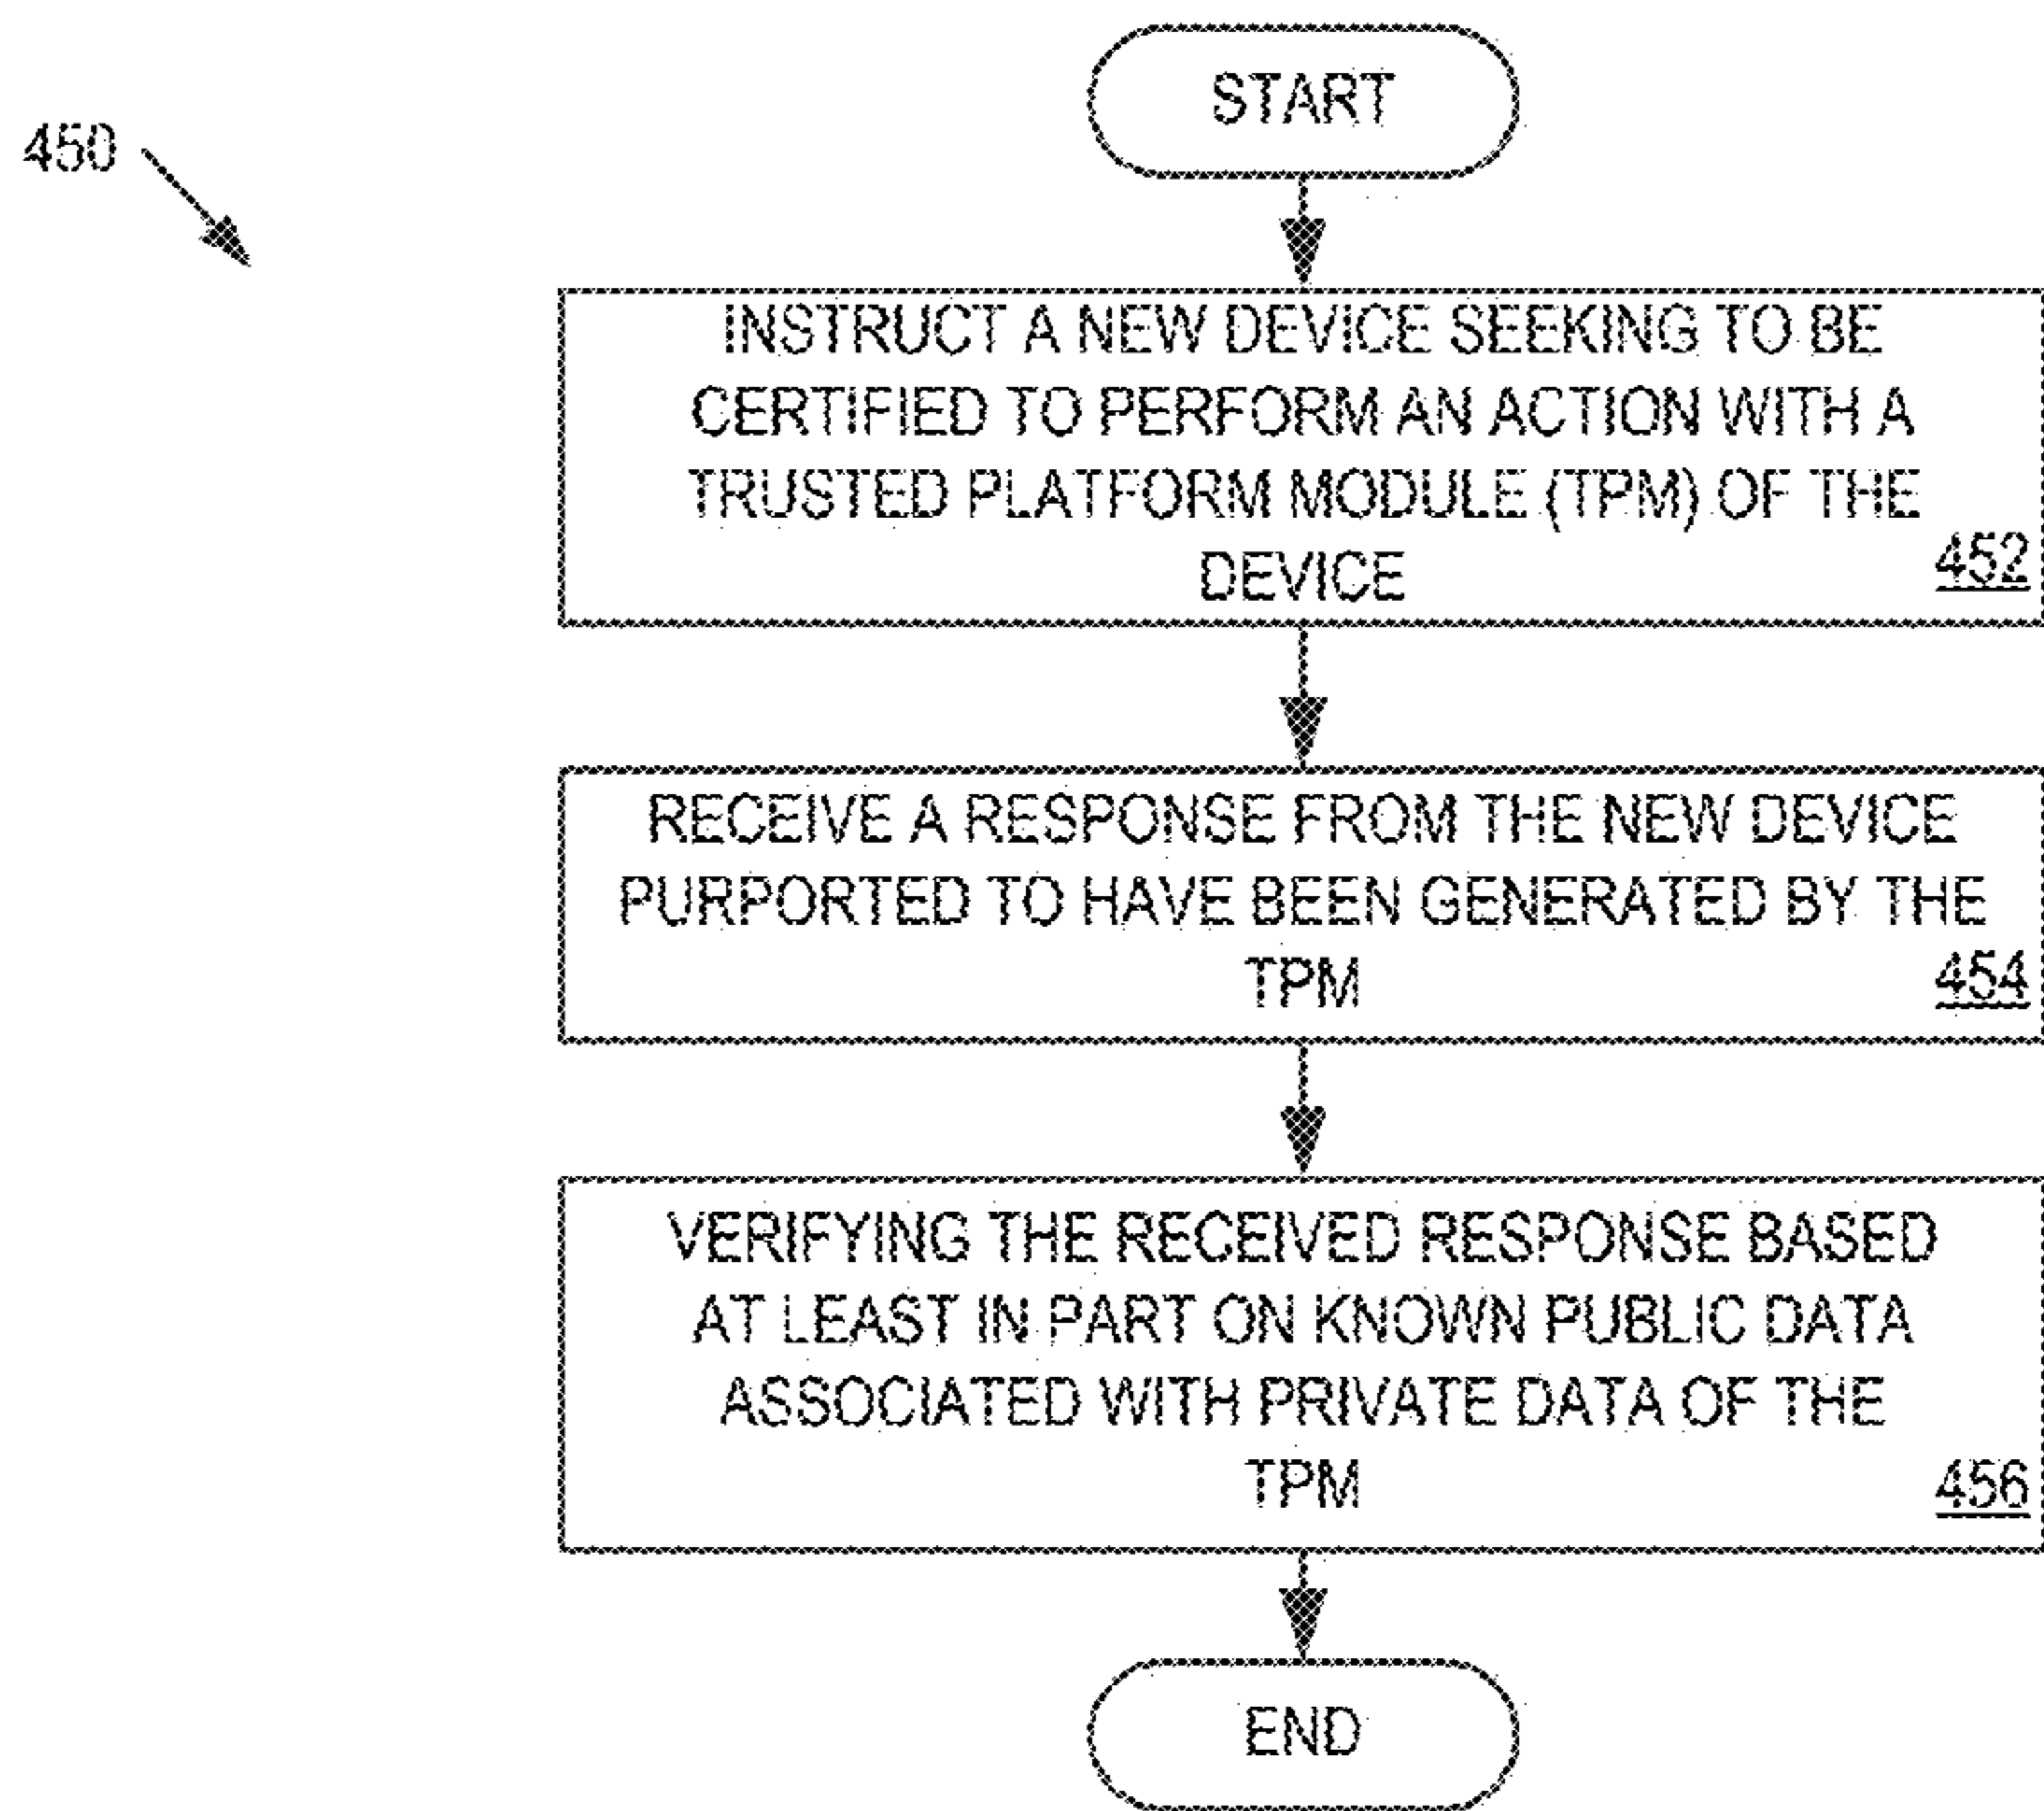 450
START
INSTRUCT A NEW DEVICE SEEKING TO BE
CERTIFIED TO PERFORM AN ACTION WITH A
TRUSTED PLATFORM MODULE (TPM) OF THE
DEVICE
452
RECEIVE A RESPONSE FROM THE NEW DEVICE
PURPORTED TO HAVE BEEN GENERATED BY THE
TPM
454
VERIFYING THE RECEIVED RESPONSE BASED
AT LEAST IN PART ON KNOWN PUBLIC DATA
ASSOCIATED WITH PRIVATE DATA OF THE
TPM
456
END